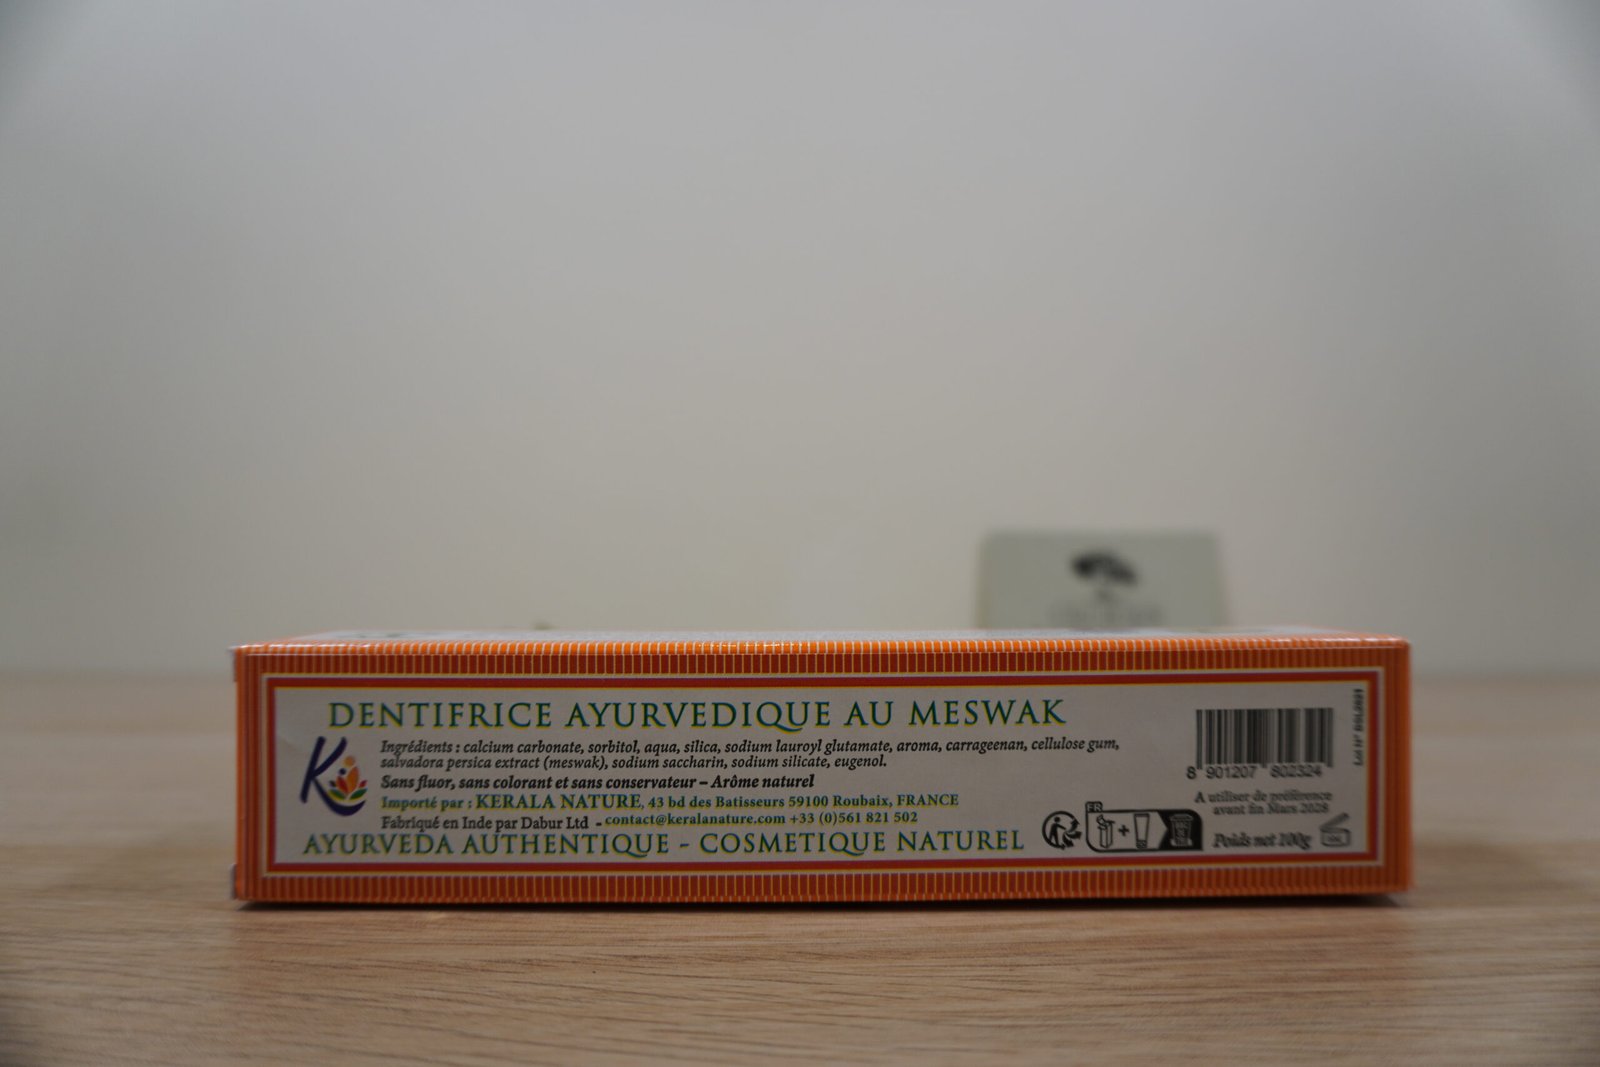 DENTIFRICE AYURVEDIQUE AU MESWAK
Ingrédients : calcium carbonate, sorbitol, aqua, silica, sodium lauroyl glutamate, aroma, carrageenan, cellulose gum,
salvadora persica extract (meswak), sodium saccharin, sodium silicate, eugenol.
Sans fluor, sans colorant et sans conservateur – Arôme naturel
Importé par : KERALA NATURE, 43 bd des Batisseurs 59100 Roubaix, FRANCE
Fabriqué en Inde par Dabur Ltd - contact@keralanature.com +33 (0)561 821 502
AYURVEDA AUTHENTIQUE - COSMETIQUE NATUREL
K
8 901207 802324
A utiliser de préférence
avant fin Mars 2028
FR
+
Poids net 100g
Lot N°